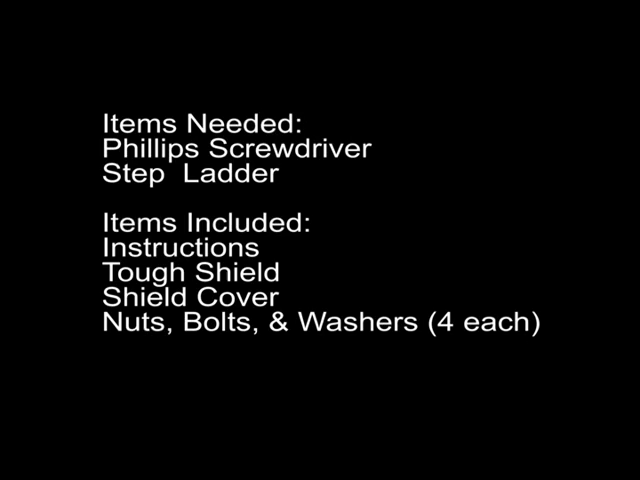 Items Needed:
Phillips Screwdriver
Step  Ladder
Items Included:
Instructions
Tough Shield
Shield Cover
Nuts, Bolts, & Washers (4 each)